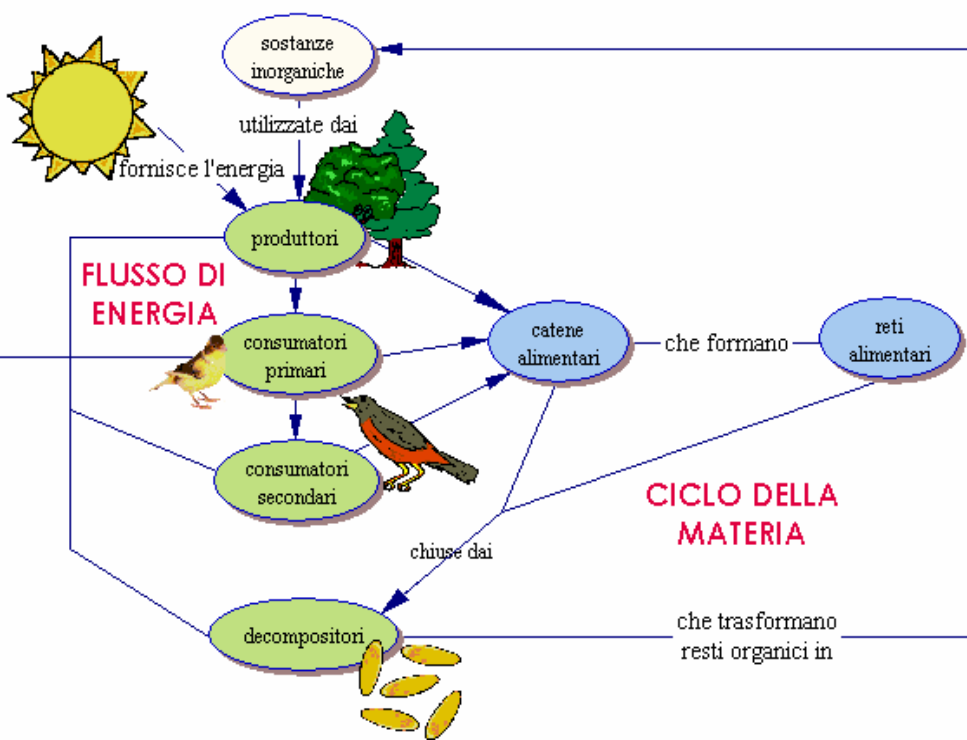 sostanze
inorganiche
utilizzate dai
fornisce l'energia
produttori
FLUSSO DI
ENERGIA
consumatori
primari
catene
alimentari
che formano
reti
alimentari
consumatori
secondari
CICLO DELLA
MATERIA
chiuse dai
decompositori
che trasformano
resti organici in